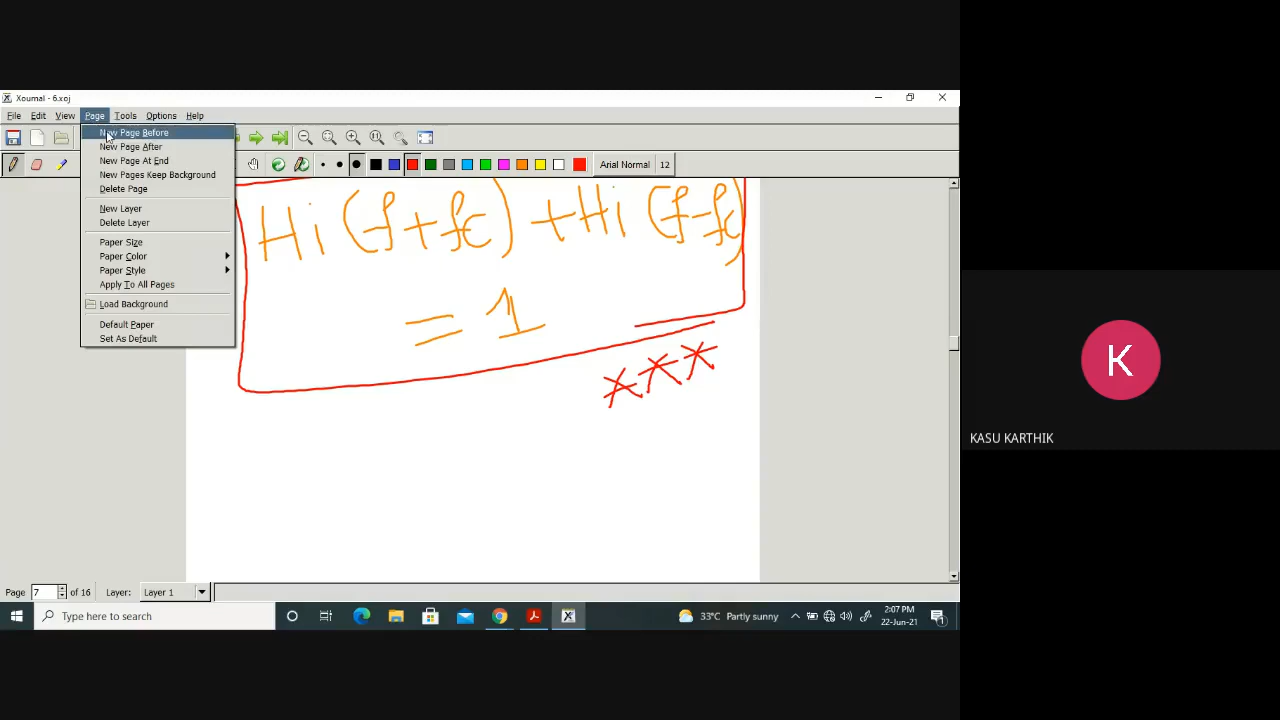 Xournal - 6.xoj
File Edit View Page Tools Options Help
New Page Before
New Page After
New Page At End
New Pages Keep Background
Delete Page
New Layer
Delete Layer
Paper Size
Paper Color
Paper Style
Apply To All Pages
Load Background
Default Paper
Set As Default
Arial Normal 12
Hi (f+fc) + Hi (f-fc)
= 1
***
K
KASU KARTHIK
Page 7 of 16 Layer: Layer 1
Type here to search
33°C Partly sunny
2:07 PM
22-Jun-21
1